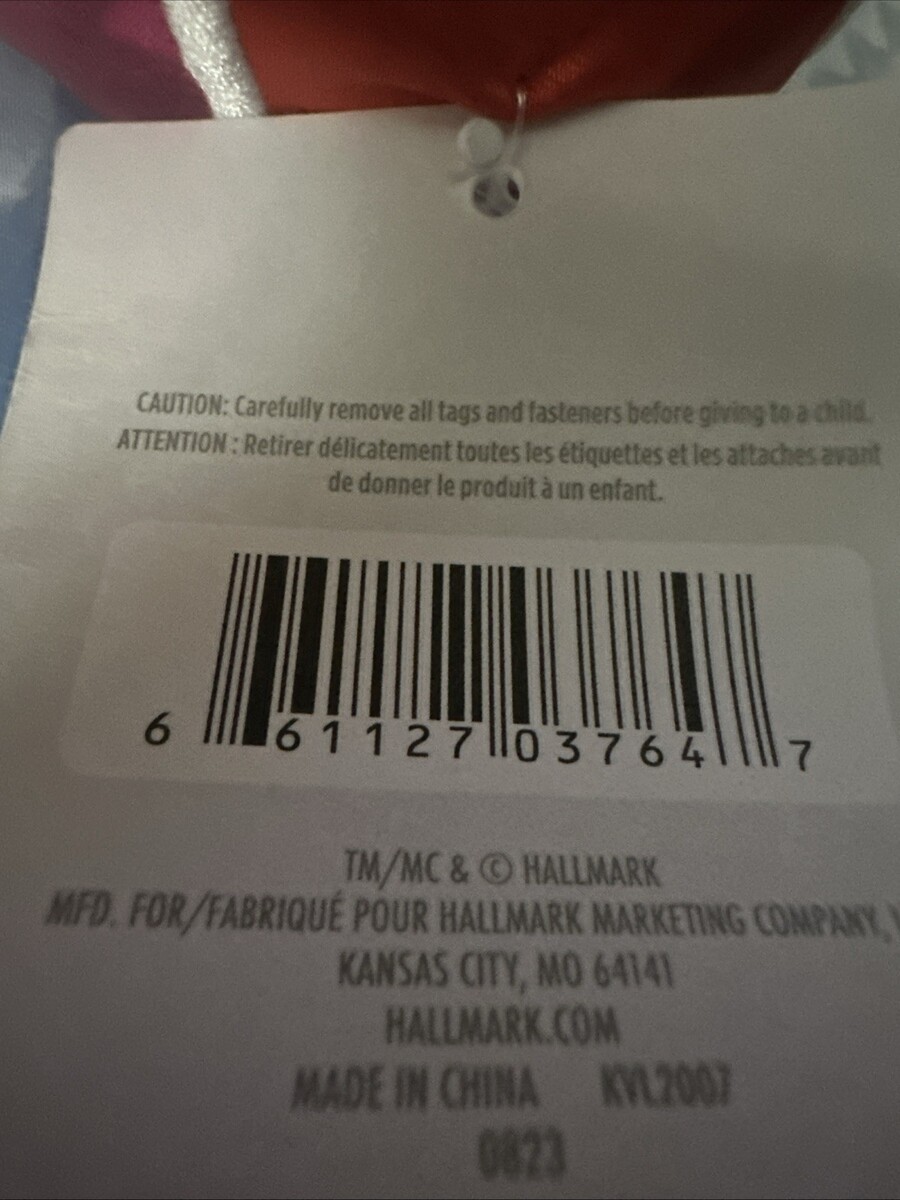 CAUTION: Carefully remove all tags and fasteners before giving to a child.
ATTENTION : Retirer délicatement toutes les étiquettes et les attaches avant
de donner le produit à un enfant.
6 61127 03764 7
TM/MC & © HALLMARK
MFD. FOR/FABRIQUÉ POUR HALLMARK MARKETING COMPANY,
KANSAS CITY, MO 64141
HALLMARK.COM
MADE IN CHINA KVL2007
0823